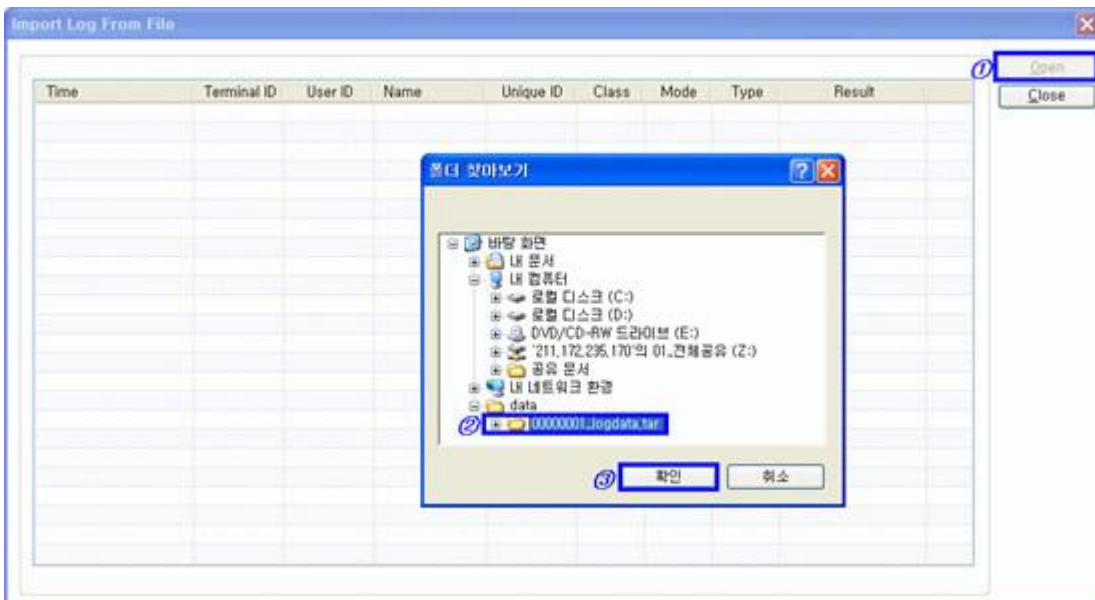 Import Log From File
① Open
Time Terminal ID User ID Name Unique ID Class Mode Type Result
Close
폴더 찾아보기
바탕 화면
내 문서
내 컴퓨터
로컬 디스크 (C:)
로컬 디스크 (D:)
DVD/CD-RW 드라이브 (E:)
'211.172.235.170'의 01_전체공유 (Z:)
공유 문서
내 네트워크 환경
data
② 00000001_logdata.tar
③ 확인 취소